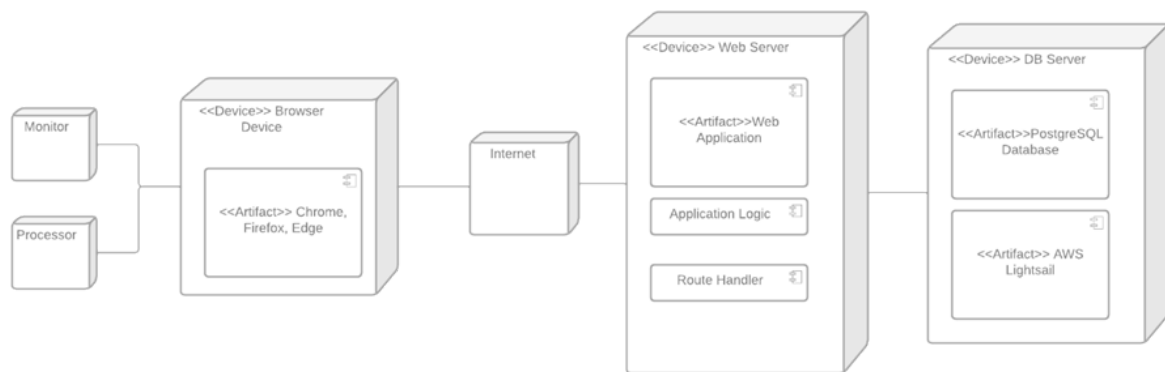 Monitor
Processor
<<Device>> Browser
Device
<<Artifact>> Chrome,
Firefox, Edge
Internet
<<Device>> Web Server
<<Artifact>>Web
Application
Application Logic
Route Handler
<<Device>> DB Server
<<Artifact>>PostgreSQL
Database
<<Artifact>> AWS
Lightsail